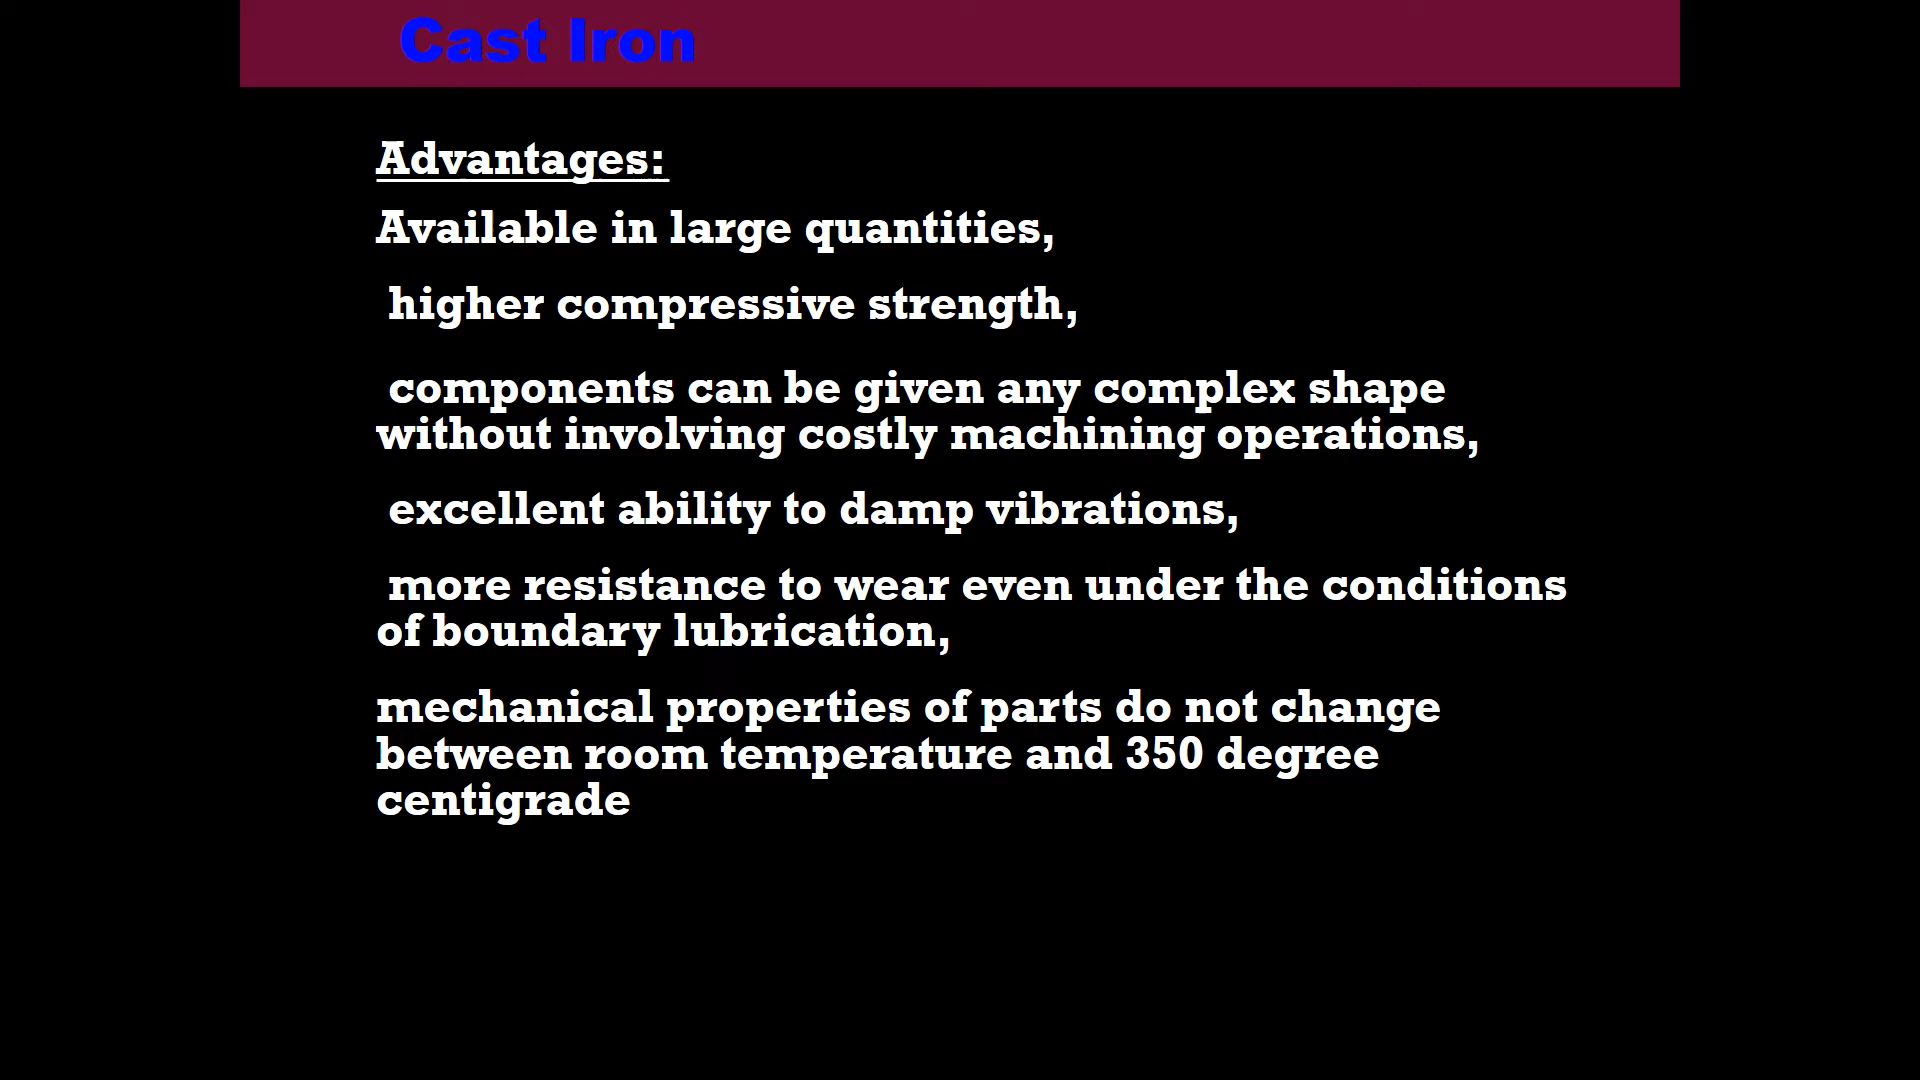 Cast Iron
Advantages:
Available in large quantities,
higher compressive strength,
components can be given any complex shape
without involving costly machining operations,
excellent ability to damp vibrations,
more resistance to wear even under the conditions
of boundary lubrication,
mechanical properties of parts do not change
between room temperature and 350 degree
centigrade